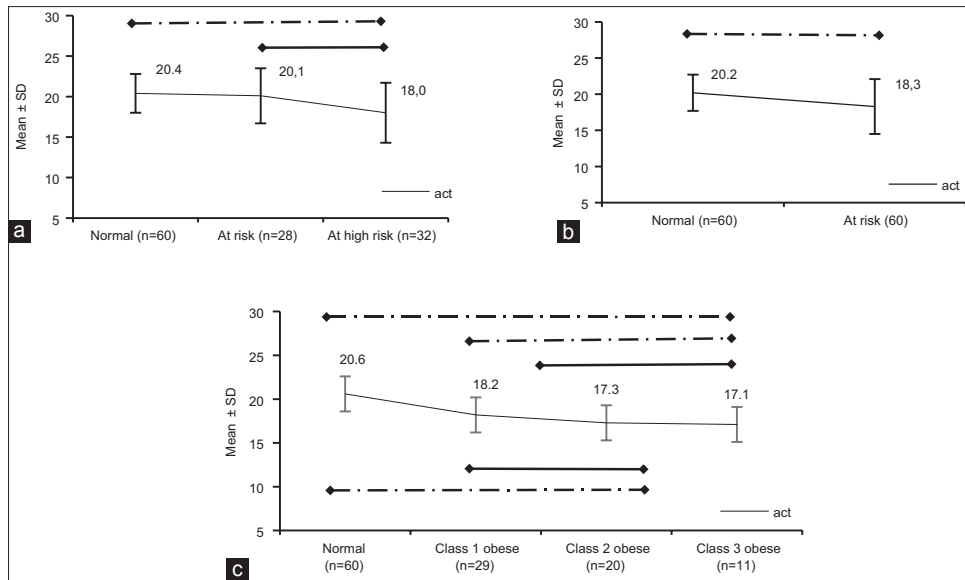 30
25
20
15
10
5
Mean ± SD
20.4
20,1
18,0
act
Normal (n=60)
At risk (n=28)
At high risk (n=32)
a
30
25
20
15
10
5
Mean ± SD
20.2
18,3
act
Normal (n=60)
At risk (60)
b
30
25
20
15
10
5
Mean ± SD
20.6
18.2
17.3
17.1
act
Normal
(n=60)
Class 1 obese
(n=29)
Class 2 obese
(n=20)
Class 3 obese
(n=11)
c